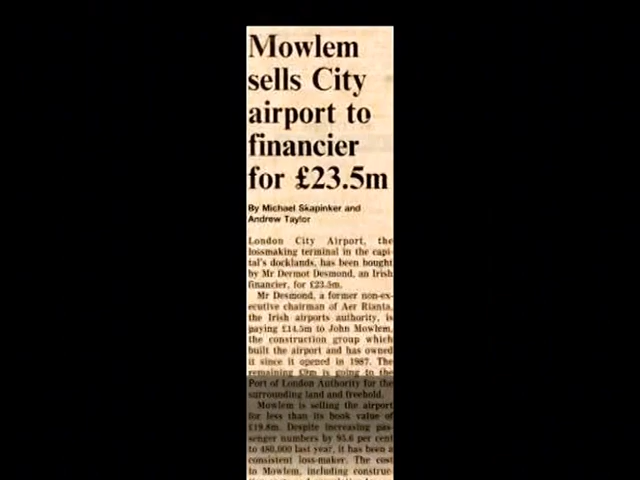 Mowlem
sells City
airport to
financier
for £23.5m
By Michael Skapinker and
Andrew Taylor
London City Airport, the
lossmaking terminal in the capi-
tal's docklands, has been bought
by Mr Dermot Desmond, an Irish
financier, for £23.5m.
Mr Desmond, a former non-ex-
ecutive chairman of Aer Rianta,
the Irish airports authority, is
paying £14.5m to John Mowlem,
the construction group which
built the airport and has owned
it since it opened in 1987. The
remaining £9m is going to the
Port of London Authority for the
surrounding land and freehold.
Mowlem is selling the airport
for less than its book value of
£19.8m. Despite increasing pas-
senger numbers by 95.6 per cent
to 480,000 last year, it has been a
consistent loss-maker. The cost
to Mowlem, including construc-